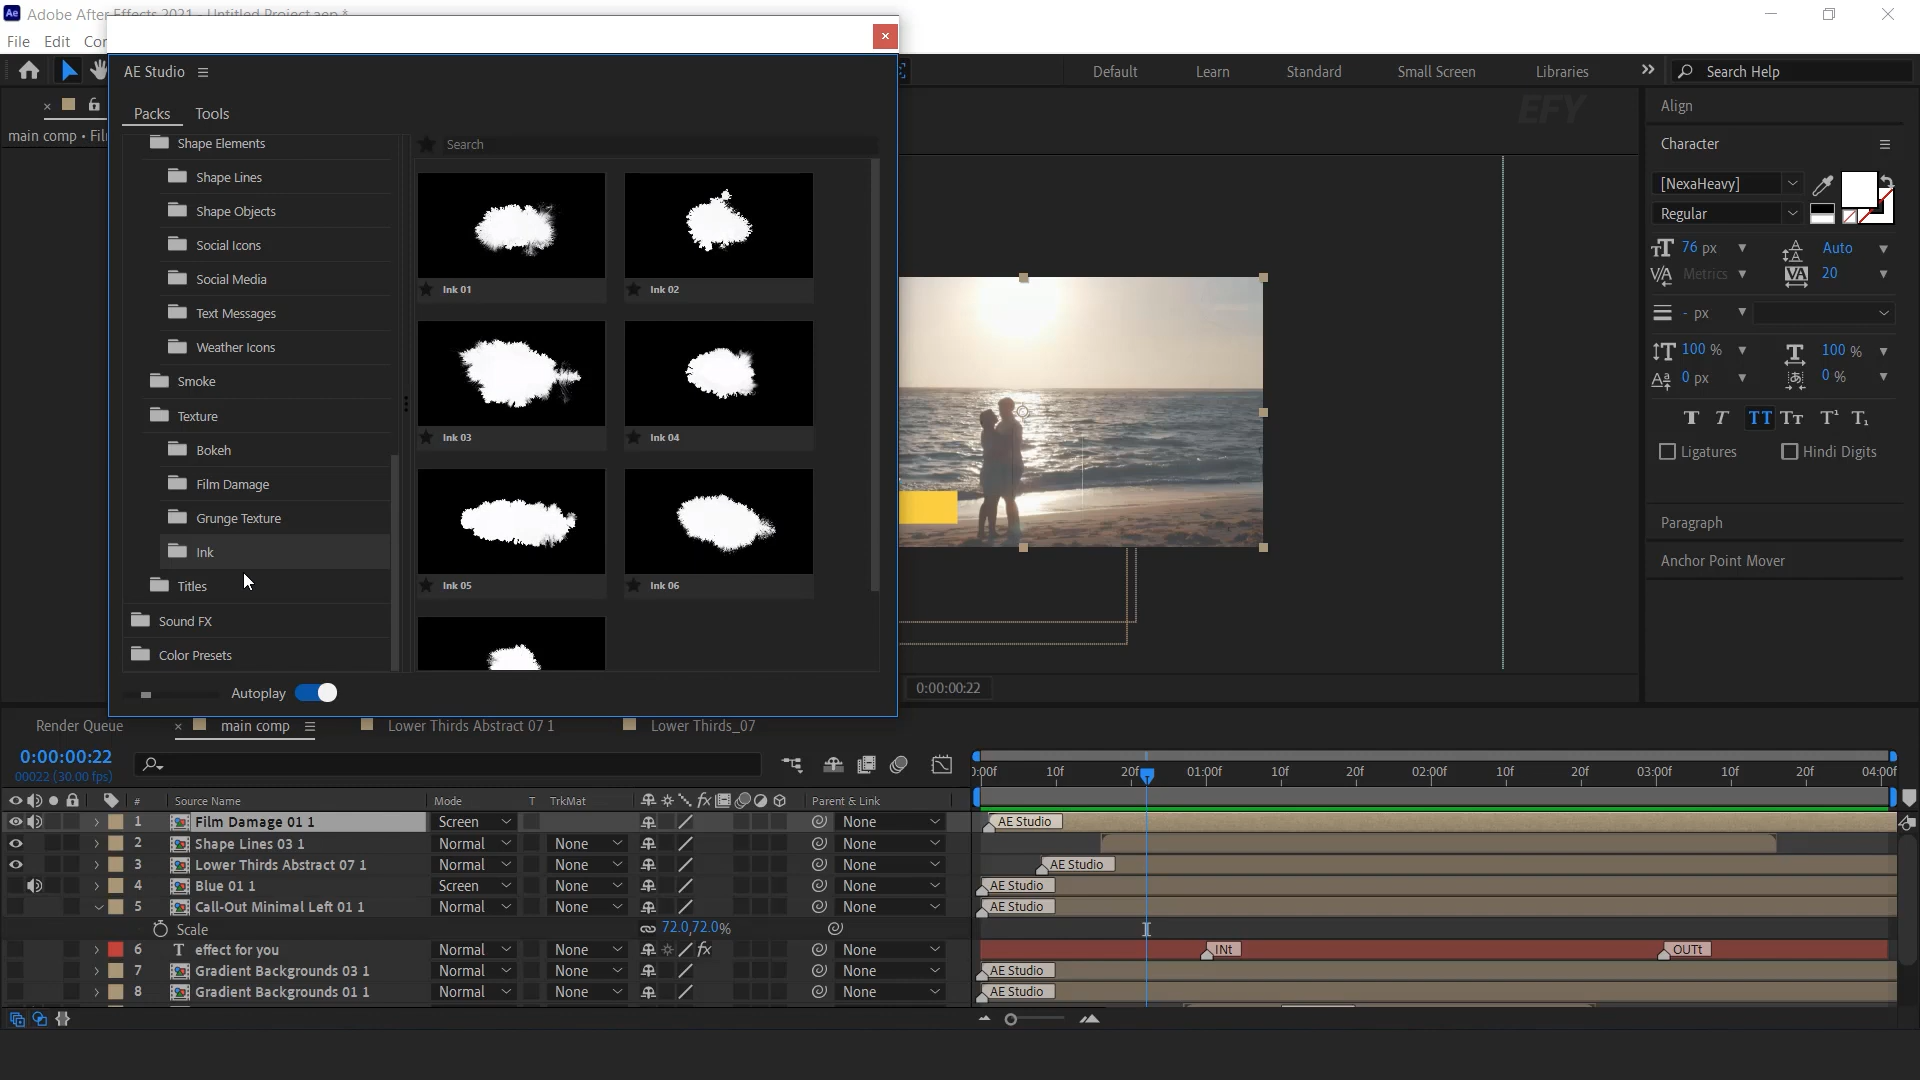 Adobe After Effects 2021 - Untitled Project.aep *
File Edit
AE Studio
Default Learn Standard Small Screen Libraries Search Help
Packs Tools
main comp
Shape Elements
Shape Lines
Shape Objects
Social Icons
Social Media
Text Messages
Weather Icons
Smoke
Texture
Bokeh
Film Damage
Grunge Texture
Ink
Titles
Sound FX
Color Presets
Autoplay
Search
Ink 01
Ink 02
Ink 03
Ink 04
Ink 05
Ink 06
EFY
0:00:00:22
Align
Character
[NexaHeavy]
Regular
76 px Auto
Metrics 20
- px
100 % 100 %
0 px 0 %
Ligatures Hindi Digits
Paragraph
Anchor Point Mover
Render Queue main comp Lower Thirds Abstract 07 1 Lower Thirds_07
0:00:00:22
00022 (30.00 fps)
# Source Name Mode T TrkMat Parent & Link
10f 20f 01:00f 10f 20f 02:00f 10f 20f 03:00f 10f 20f 04:00f
1 Film Damage 01 1 Screen None AE Studio
2 Shape Lines 03 1 Normal None None
3 Lower Thirds Abstract 07 1 Normal None None AE Studio
4 Blue 01 1 Screen None None AE Studio
5 Call-Out Minimal Left 01 1 Normal None None AE Studio
Scale 72.0,72.0%
6 T effect for you Normal None None INt OUTt
7 Gradient Backgrounds 03 1 Normal None None AE Studio
8 Gradient Backgrounds 01 1 Normal None None AE Studio